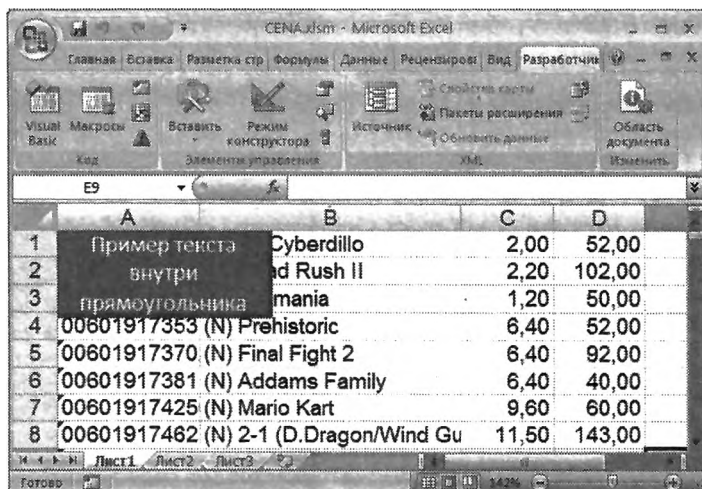 CENA.xlsm - Microsoft Excel
Главная Вставка Разметка стр Формулы Данные Рецензирова Вид Разработчик
Visual Basic Макросы Вставить Режим конструктора Источник Свойства карты Пакеты расширения Обновить данные Область документа
Код Элементы управления XML Изменить
E9 fx
A B C D
1 Пример текста Cyberdillo 2,00 52,00
2 внутри ad Rush II 2,20 102,00
3 прямоугольника mania 1,20 50,00
4 00601917353 (N) Prehistoric 6,40 52,00
5 00601917370 (N) Final Fight 2 6,40 92,00
6 00601917381 (N) Addams Family 6,40 40,00
7 00601917425 (N) Mario Kart 9,60 60,00
8 00601917462 (N) 2-1 (D.Dragon/Wind Gu 11,50 143,00
Лист1 Лист2 Лист3
Готово 142%